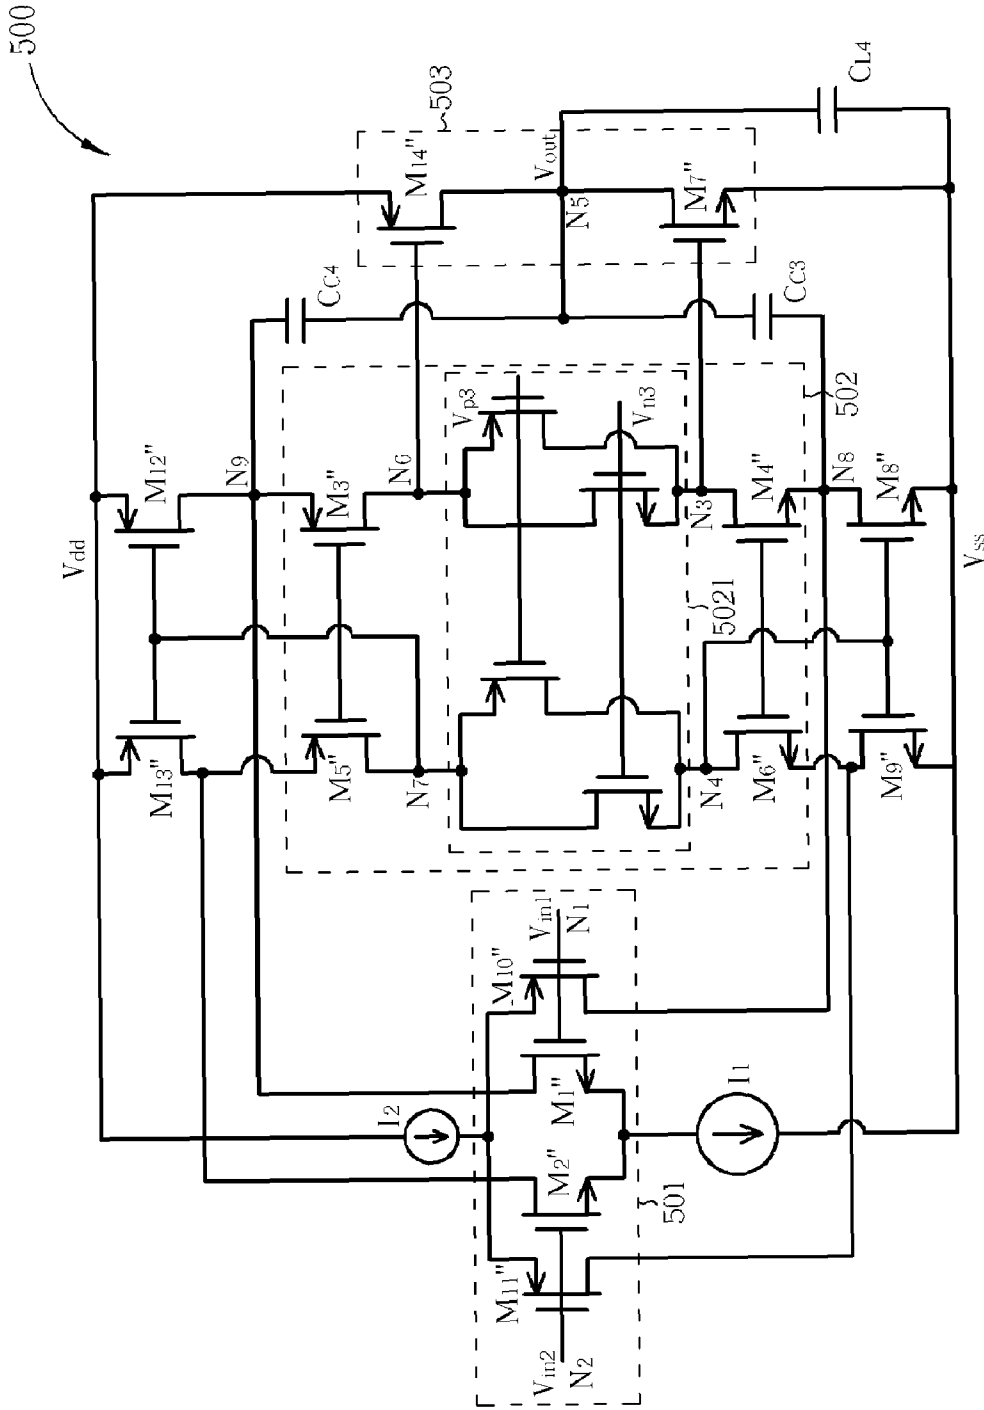 500
503
M14"
Vout
N5
M7"
CL4
CC4
CC3
Vdd
M12"
N9
M3"
N6
Vp3
Vn3
N3
M4"
N8
M8"
502
Vss
5021
M13"
M5"
N7
N4
M6"
M9"
Vin1
N1
M10"
M1"
I2
I1
M2"
501
M11"
Vin2
N2